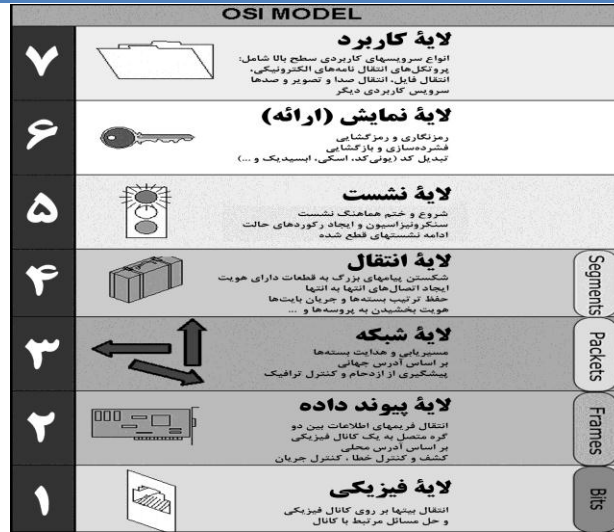 OSI MODEL
۷
لایهٔ کاربرد
انواع سرویسهای کاربردی سطح بالا شامل:
پروتکل‌های انتقال نامه‌های الکترونیکی،
انتقال فایل، انتقال صدا و تصویر و صدها
سرویس کاربردی دیگر
۶
لایهٔ نمایش (ارائه)
رمزنگاری و رمزگشایی
فشرده‌سازی و بازگشایی
تبدیل کد (یونی‌کد، اسکی، ابسیدیک و ...)
۵
لایهٔ نشست
شروع و ختم هماهنگ نشست
سنکرونیزاسیون و ایجاد رکوردهای حالت
ادامه نشستهای قطع شده
۴
لایهٔ انتقال
شکستن پیامهای بزرگ به قطعات دارای هویت
ایجاد اتصال‌های انتها به انتها
حفظ ترتیب بسته‌ها و جریان بایت‌ها
هویت بخشیدن به پروسه‌ها و ...
Segments
۳
لایهٔ شبکه
مسیریابی و هدایت بسته‌ها
بر اساس آدرس جهانی
پیشگیری از ازدحام و کنترل ترافیک
Packets
۲
لایهٔ پیوند داده
انتقال فریمهای اطلاعات بین دو
گره متصل به یک کانال فیزیکی
بر اساس آدرس محلی
کشف و کنترل خطا ، کنترل جریان
Frames
۱
لایهٔ فیزیکی
انتقال بیتها بر روی کانال فیزیکی
و حل مسائل مرتبط با کانال
Bits